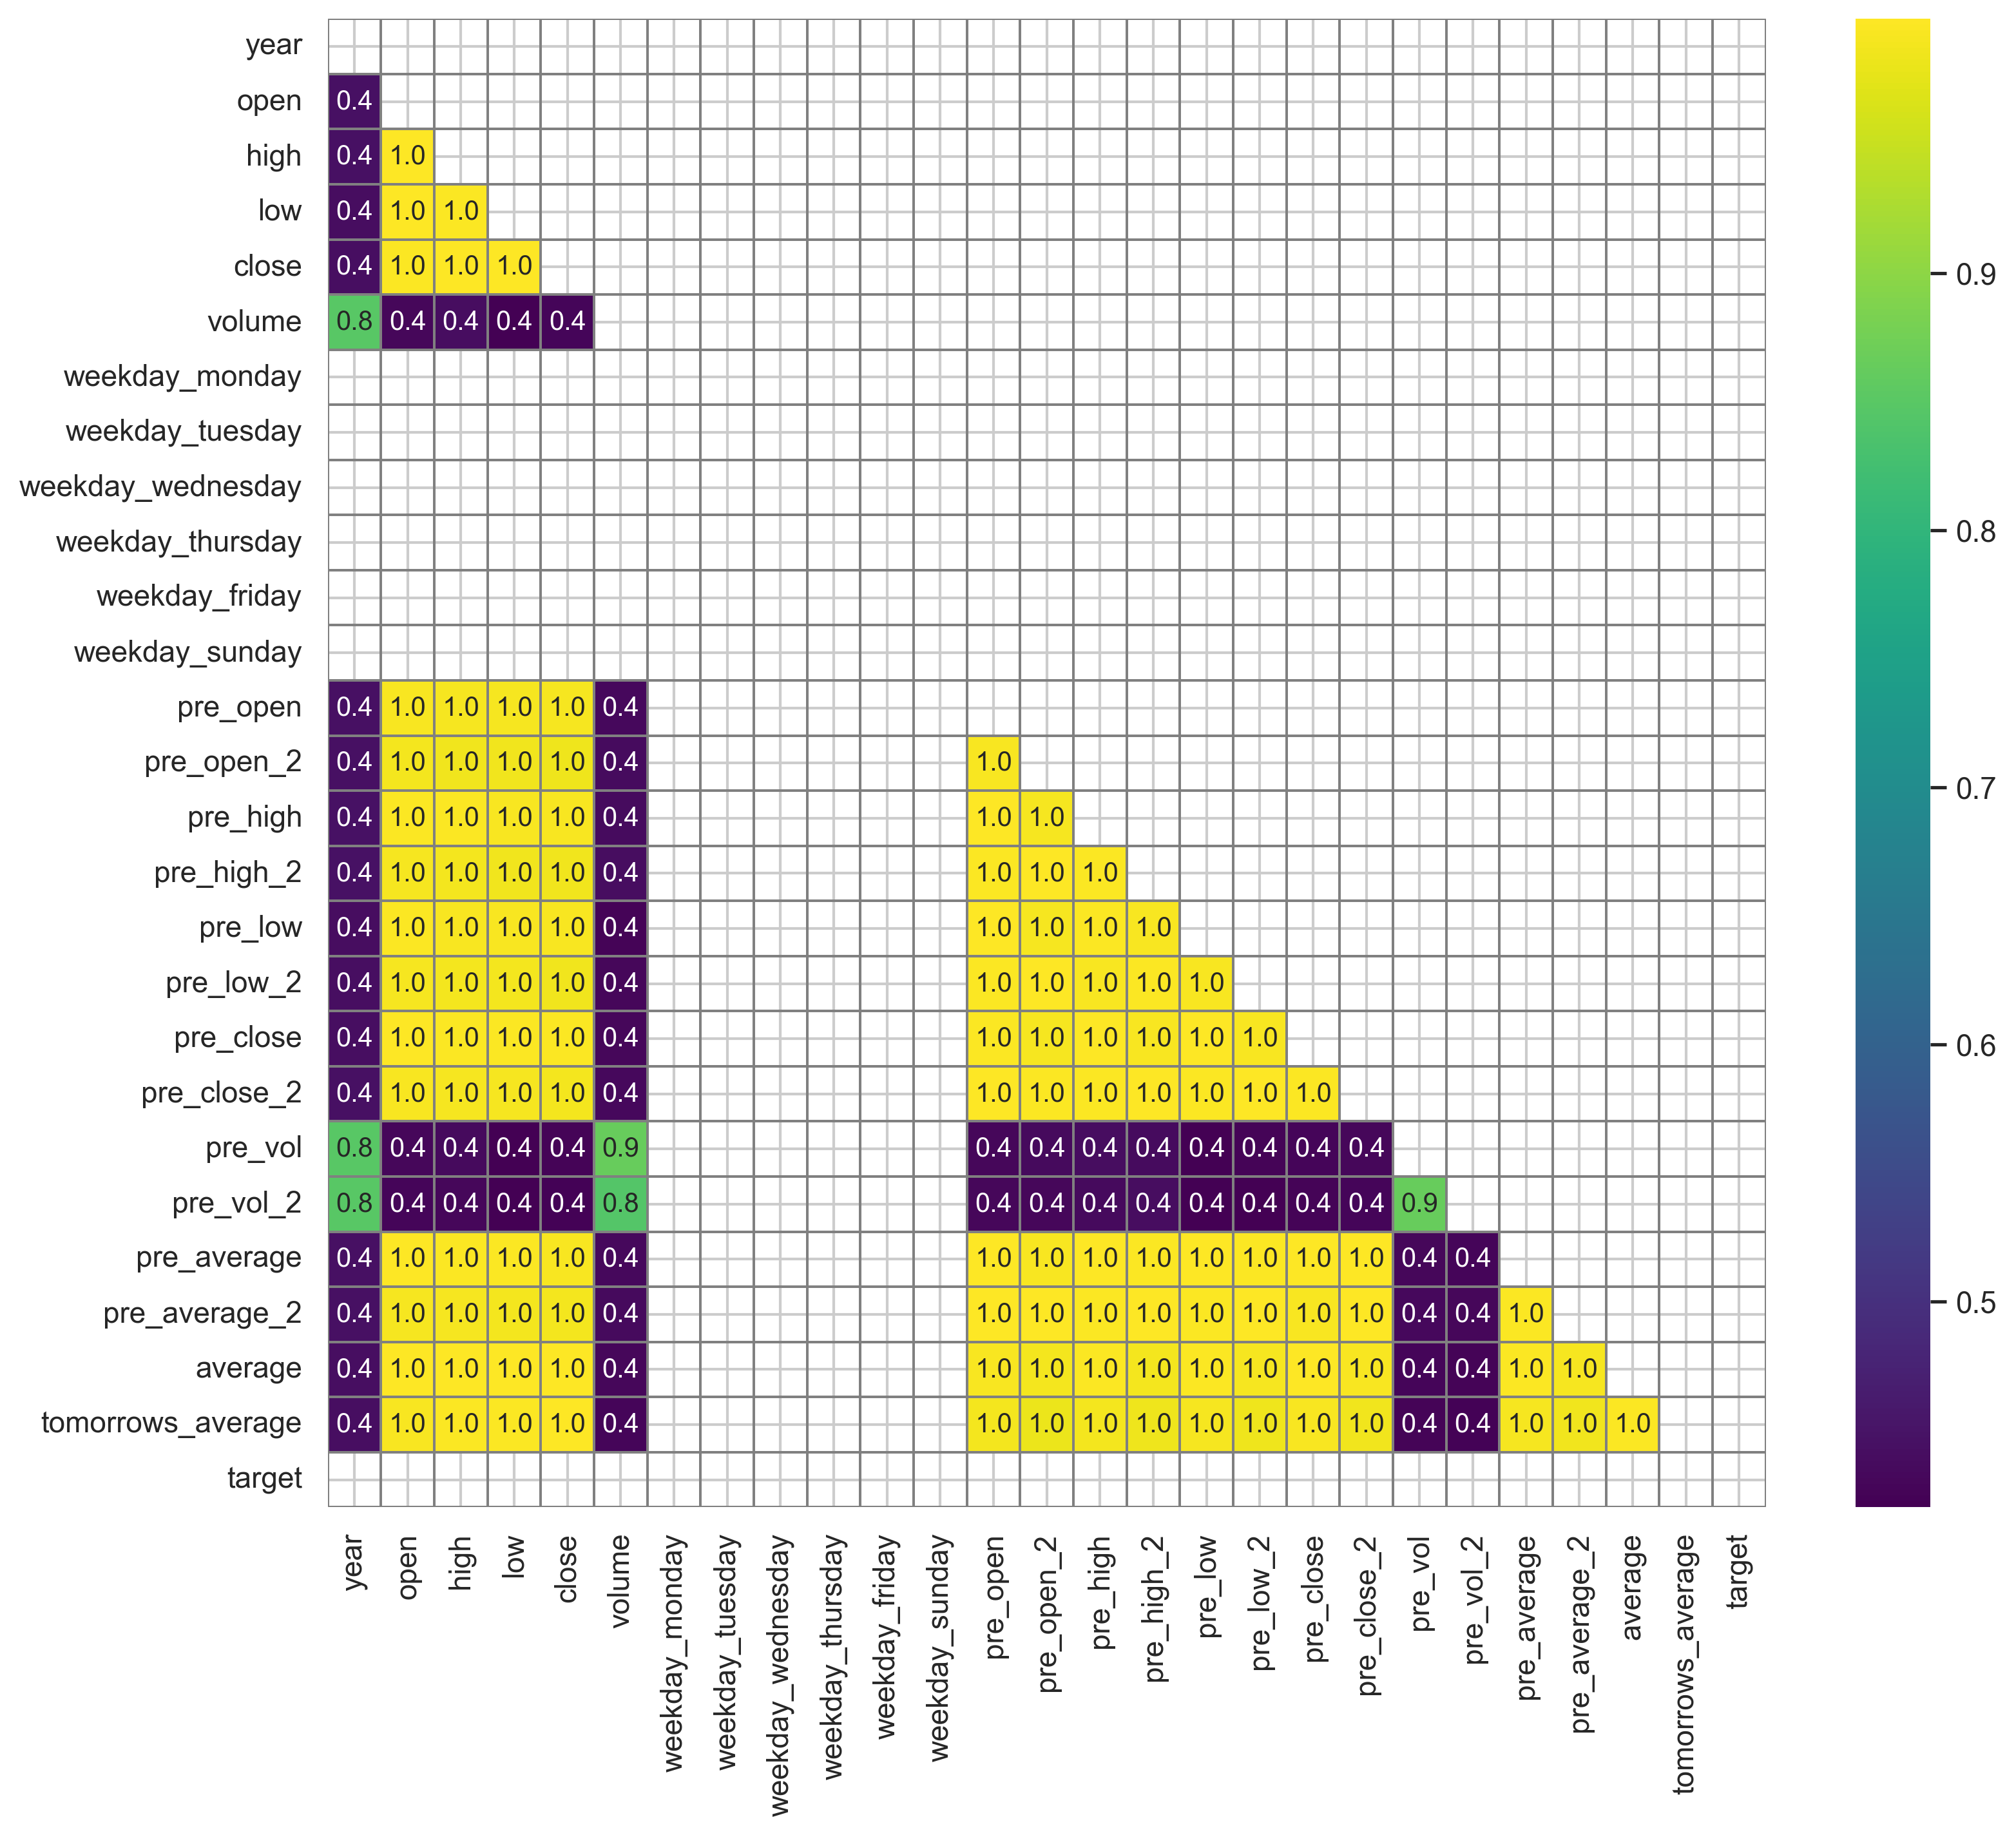 year
open 0.4
high 0.4 1.0
low 0.4 1.0 1.0
close 0.4 1.0 1.0 1.0
volume 0.8 0.4 0.4 0.4 0.4
weekday_monday
weekday_tuesday
weekday_wednesday
weekday_thursday
weekday_friday
weekday_sunday
pre_open 0.4 1.0 1.0 1.0 1.0 0.4
pre_open_2 0.4 1.0 1.0 1.0 1.0 0.4 1.0
pre_high 0.4 1.0 1.0 1.0 1.0 0.4 1.0 1.0
pre_high_2 0.4 1.0 1.0 1.0 1.0 0.4 1.0 1.0 1.0
pre_low 0.4 1.0 1.0 1.0 1.0 0.4 1.0 1.0 1.0 1.0
pre_low_2 0.4 1.0 1.0 1.0 1.0 0.4 1.0 1.0 1.0 1.0 1.0
pre_close 0.4 1.0 1.0 1.0 1.0 0.4 1.0 1.0 1.0 1.0 1.0 1.0
pre_close_2 0.4 1.0 1.0 1.0 1.0 0.4 1.0 1.0 1.0 1.0 1.0 1.0 1.0
pre_vol 0.8 0.4 0.4 0.4 0.4 0.9 0.4 0.4 0.4 0.4 0.4 0.4 0.4 0.4
pre_vol_2 0.8 0.4 0.4 0.4 0.4 0.8 0.4 0.4 0.4 0.4 0.4 0.4 0.4 0.4 0.9
pre_average 0.4 1.0 1.0 1.0 1.0 0.4 1.0 1.0 1.0 1.0 1.0 1.0 1.0 1.0 0.4 0.4
pre_average_2 0.4 1.0 1.0 1.0 1.0 0.4 1.0 1.0 1.0 1.0 1.0 1.0 1.0 1.0 0.4 0.4 1.0
average 0.4 1.0 1.0 1.0 1.0 0.4 1.0 1.0 1.0 1.0 1.0 1.0 1.0 1.0 0.4 0.4 1.0 1.0
tomorrows_average 0.4 1.0 1.0 1.0 1.0 0.4 1.0 1.0 1.0 1.0 1.0 1.0 1.0 1.0 0.4 0.4 1.0 1.0 1.0
target
year
open
high
low
close
volume
weekday_monday
weekday_tuesday
weekday_wednesday
weekday_thursday
weekday_friday
weekday_sunday
pre_open
pre_open_2
pre_high
pre_high_2
pre_low
pre_low_2
pre_close
pre_close_2
pre_vol
pre_vol_2
pre_average
pre_average_2
average
tomorrows_average
target
0.9
0.8
0.7
0.6
0.5